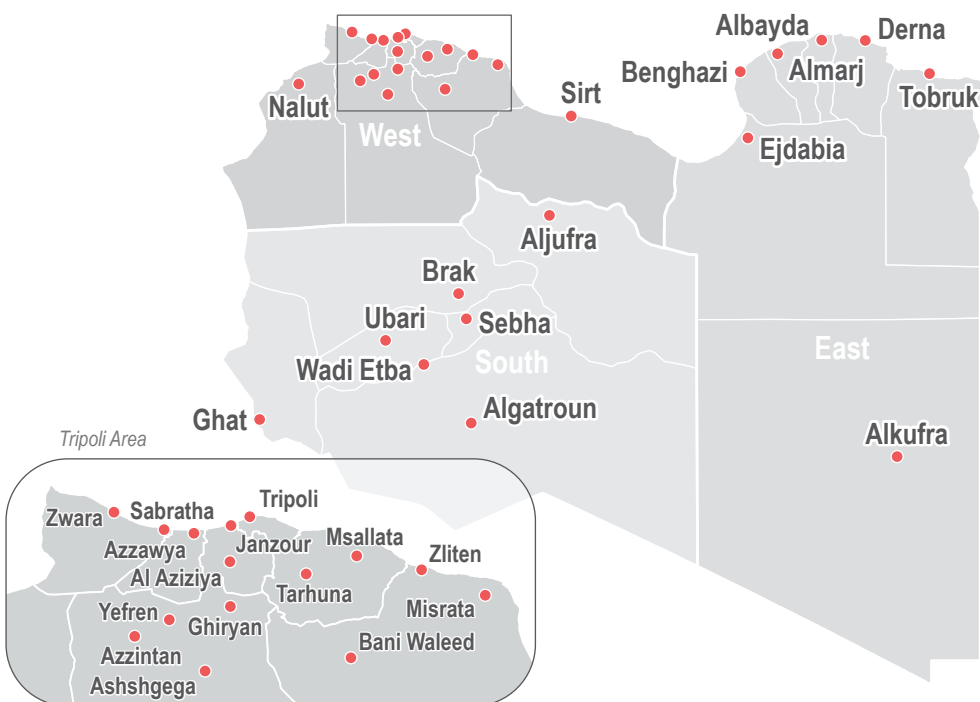 Albayda
Derna
Benghazi
Almarj
Tobruk
Nalut
Sirt
West
Ejdabia
Aljufra
Brak
Ubari
Sebha
Wadi Etba
South
East
Ghat
Algatroun
Alkufra
Tripoli Area
Zwara
Sabratha
Tripoli
Azzawya
Janzour
Msallata
Zliten
Al Aziziya
Tarhuna
Misrata
Yefren
Ghiryan
Bani Waleed
Azzintan
Ashshgega